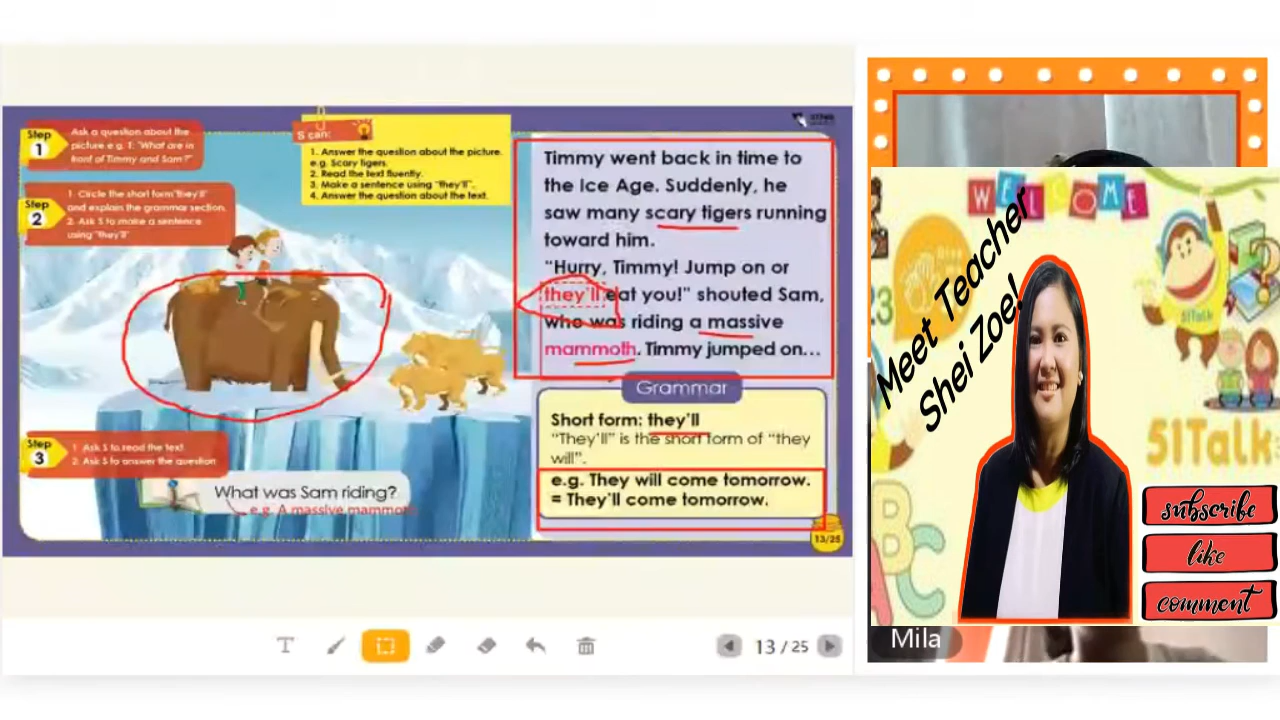 Step
1
Ask a question about the
picture e.g. 1: "What are in
front of Timmy and Sam?"
Step
2
1. Circle the short form"they'll"
and explain the grammar section.
2. Ask S to make a sentence
using "they'll"
S can:
1. Answer the question about the picture.
e.g. Scary tigers.
2. Read the text fluently.
3. Make a sentence using "they'll".
4. Answer the question about the text.
Timmy went back in time to
the Ice Age. Suddenly, he
saw many scary tigers running
toward him.
"Hurry, Timmy! Jump on or
they'll eat you!" shouted Sam,
who was riding a massive
mammoth. Timmy jumped on...
Grammar
Short form: they'll
"They'll" is the short form of "they
will".
e.g. They will come tomorrow.
= They'll come tomorrow.
Step
3
1. Ask S to read the text.
2. Ask S to answer the question
What was Sam riding?
e.g. A massive mammoth
13/25
T
13 / 25
WELCOME
Meet Teacher
Shei Zoe!
51Talk
51Talk
subscribe
like
comment
Mila